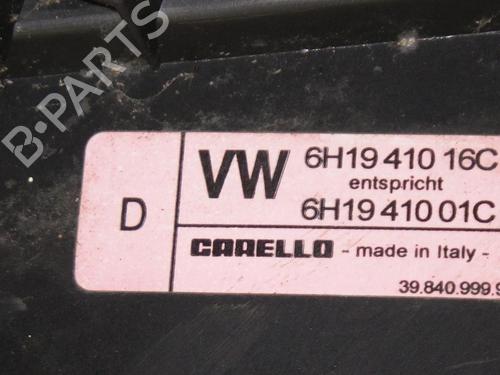 B-PARTS
D
VW
6H19 410 16C
entspricht
6H19 410 01C
CARELLO - made in Italy -
39.840.999.9